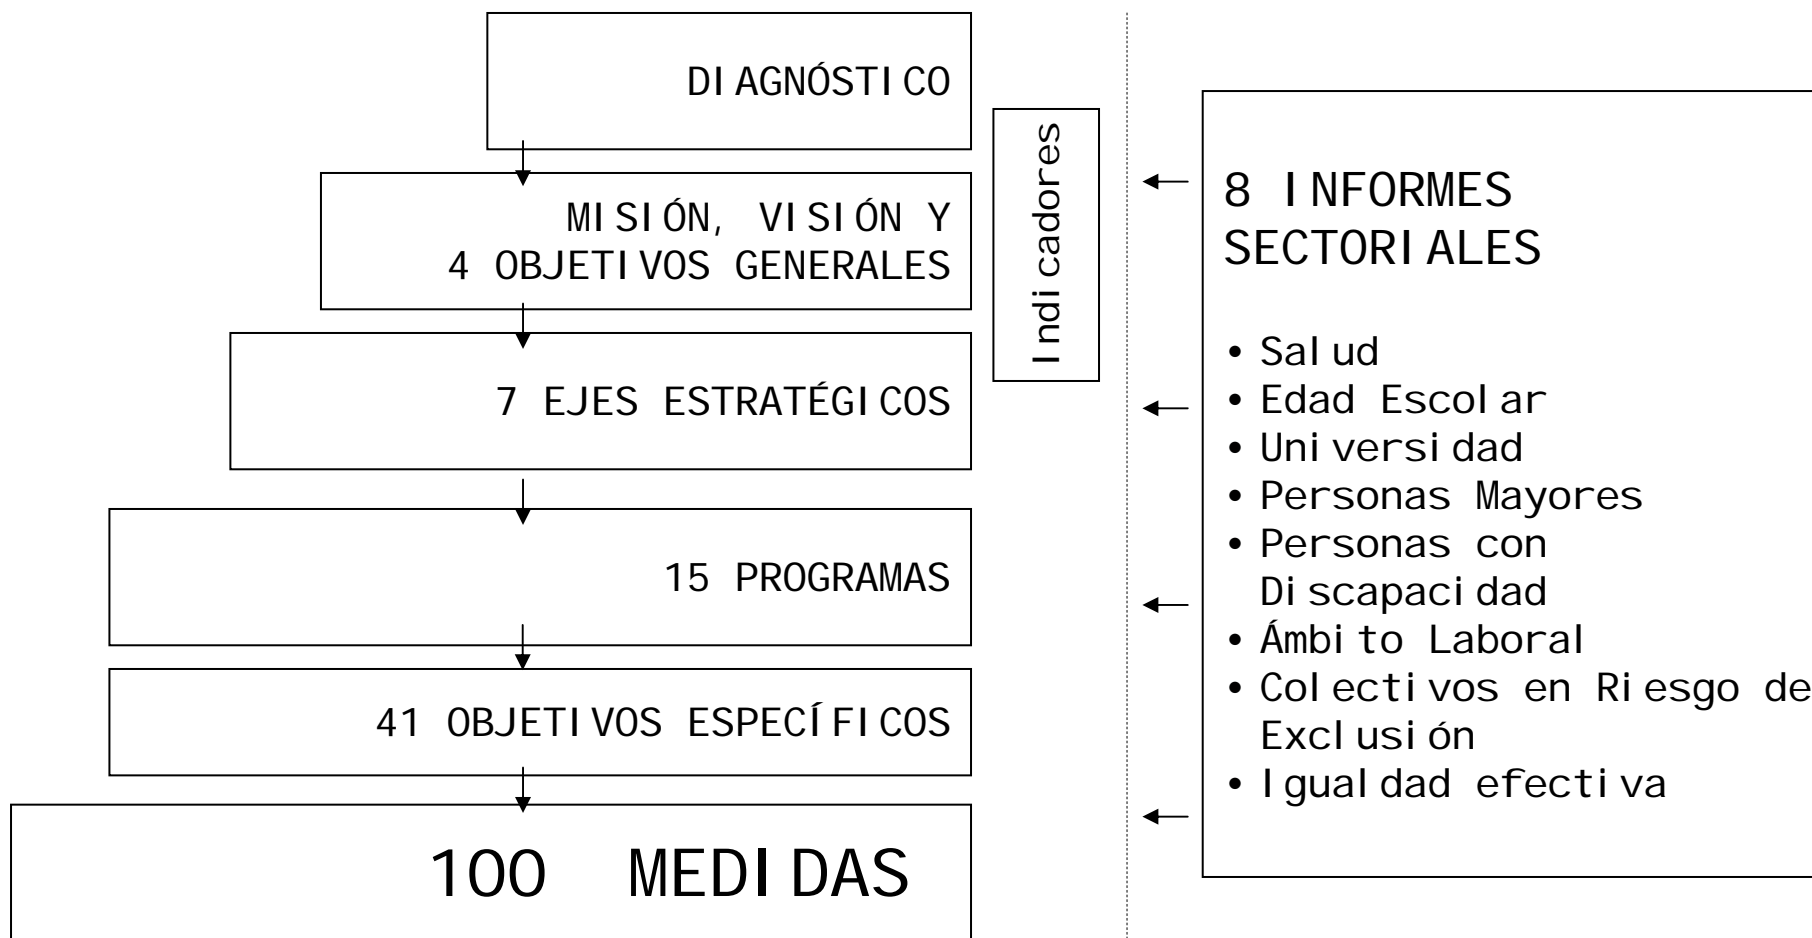 DIAGNÓSTICO
MISIÓN, VISIÓN Y
4 OBJETIVOS GENERALES
7 EJES ESTRATÉGICOS
15 PROGRAMAS
41 OBJETIVOS ESPECÍFICOS
100 MEDIDAS
Indicadores
8 INFORMES
SECTORIALES
• Salud
• Edad Escolar
• Universidad
• Personas Mayores
• Personas con
Discapacidad
• Ámbito Laboral
• Colectivos en Riesgo de
Exclusión
• Igualdad efectiva